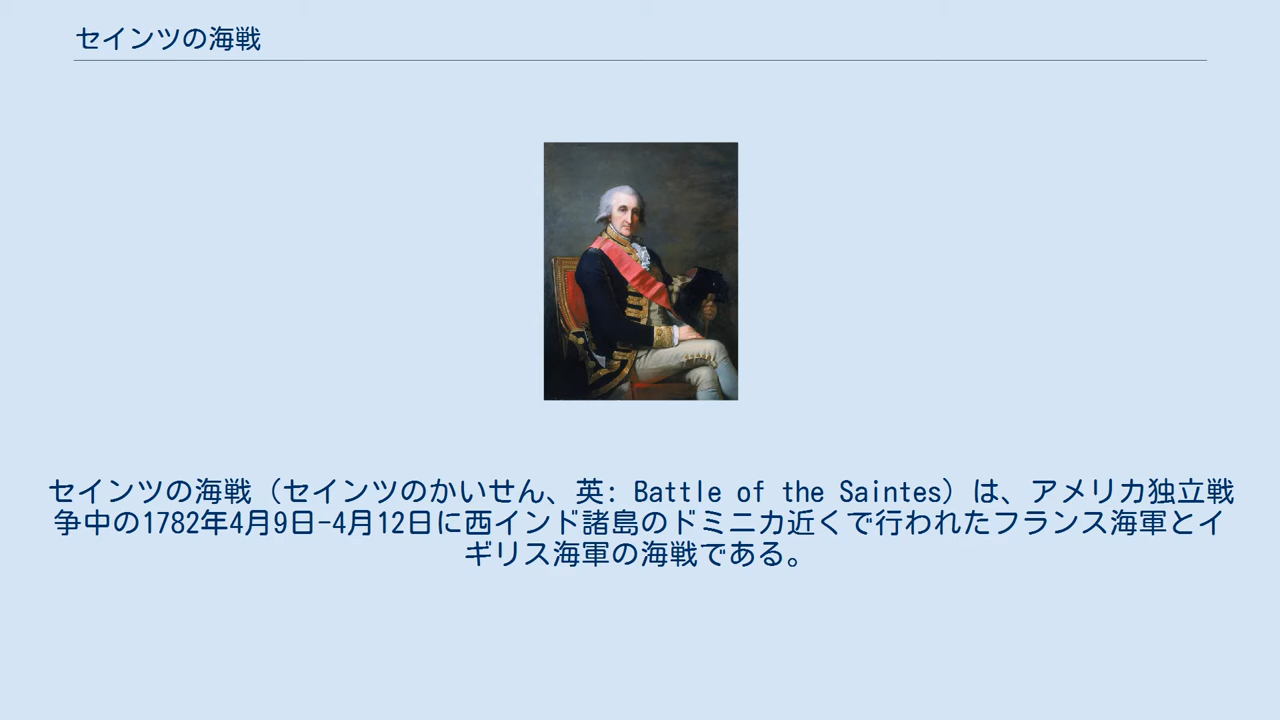 セインツの海戦
セインツの海戦（セインツのかいせん、英: Battle of the Saintes）は、アメリカ独立戦
争中の1782年4月9日-4月12日に西インド諸島のドミニカ近くで行われたフランス海軍とイ
ギリス海軍の海戦である。